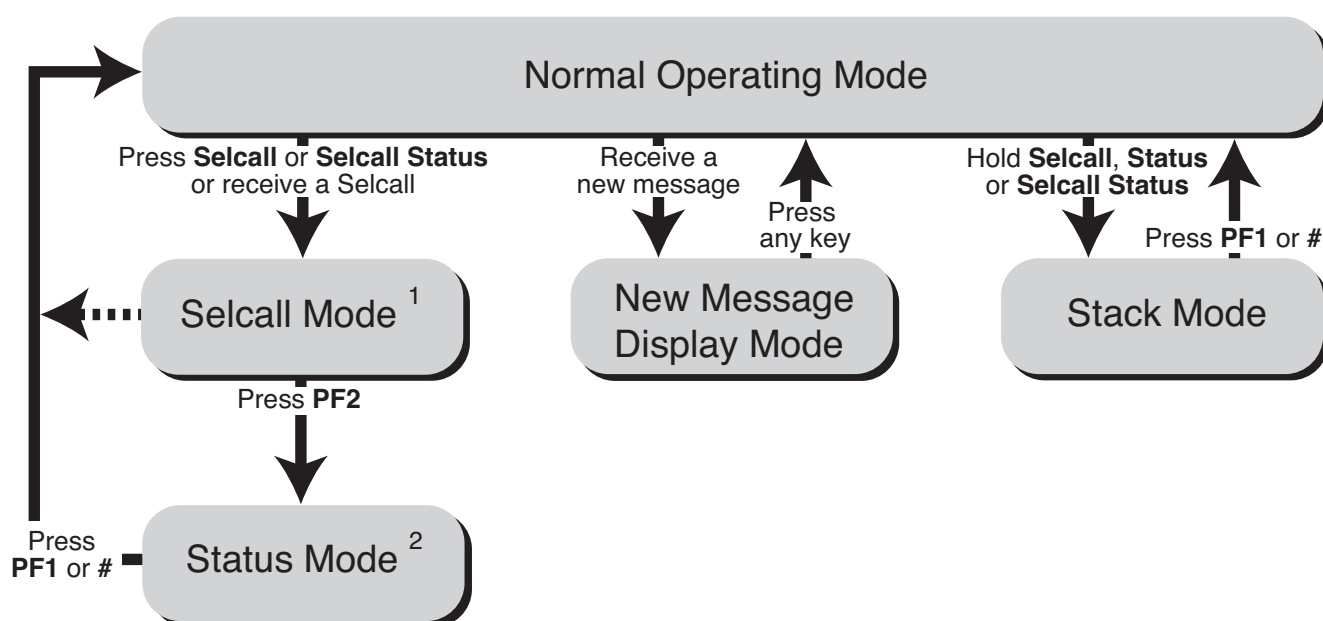 Normal Operating Mode
Press Selcall or Selcall Status
or receive a Selcall
Receive a
new message
Press
any key
Hold Selcall, Status
or Selcall Status
Press PF1 or #
Selcall Mode 1
New Message
Display Mode
Stack Mode
Press PF2
Press
PF1 or #
Status Mode 2